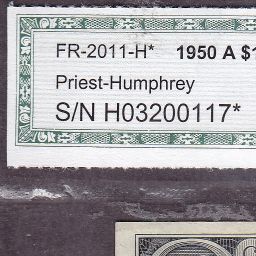 FR-2011-H* 1950 A $1
Priest-Humphrey
S/N H03200117*